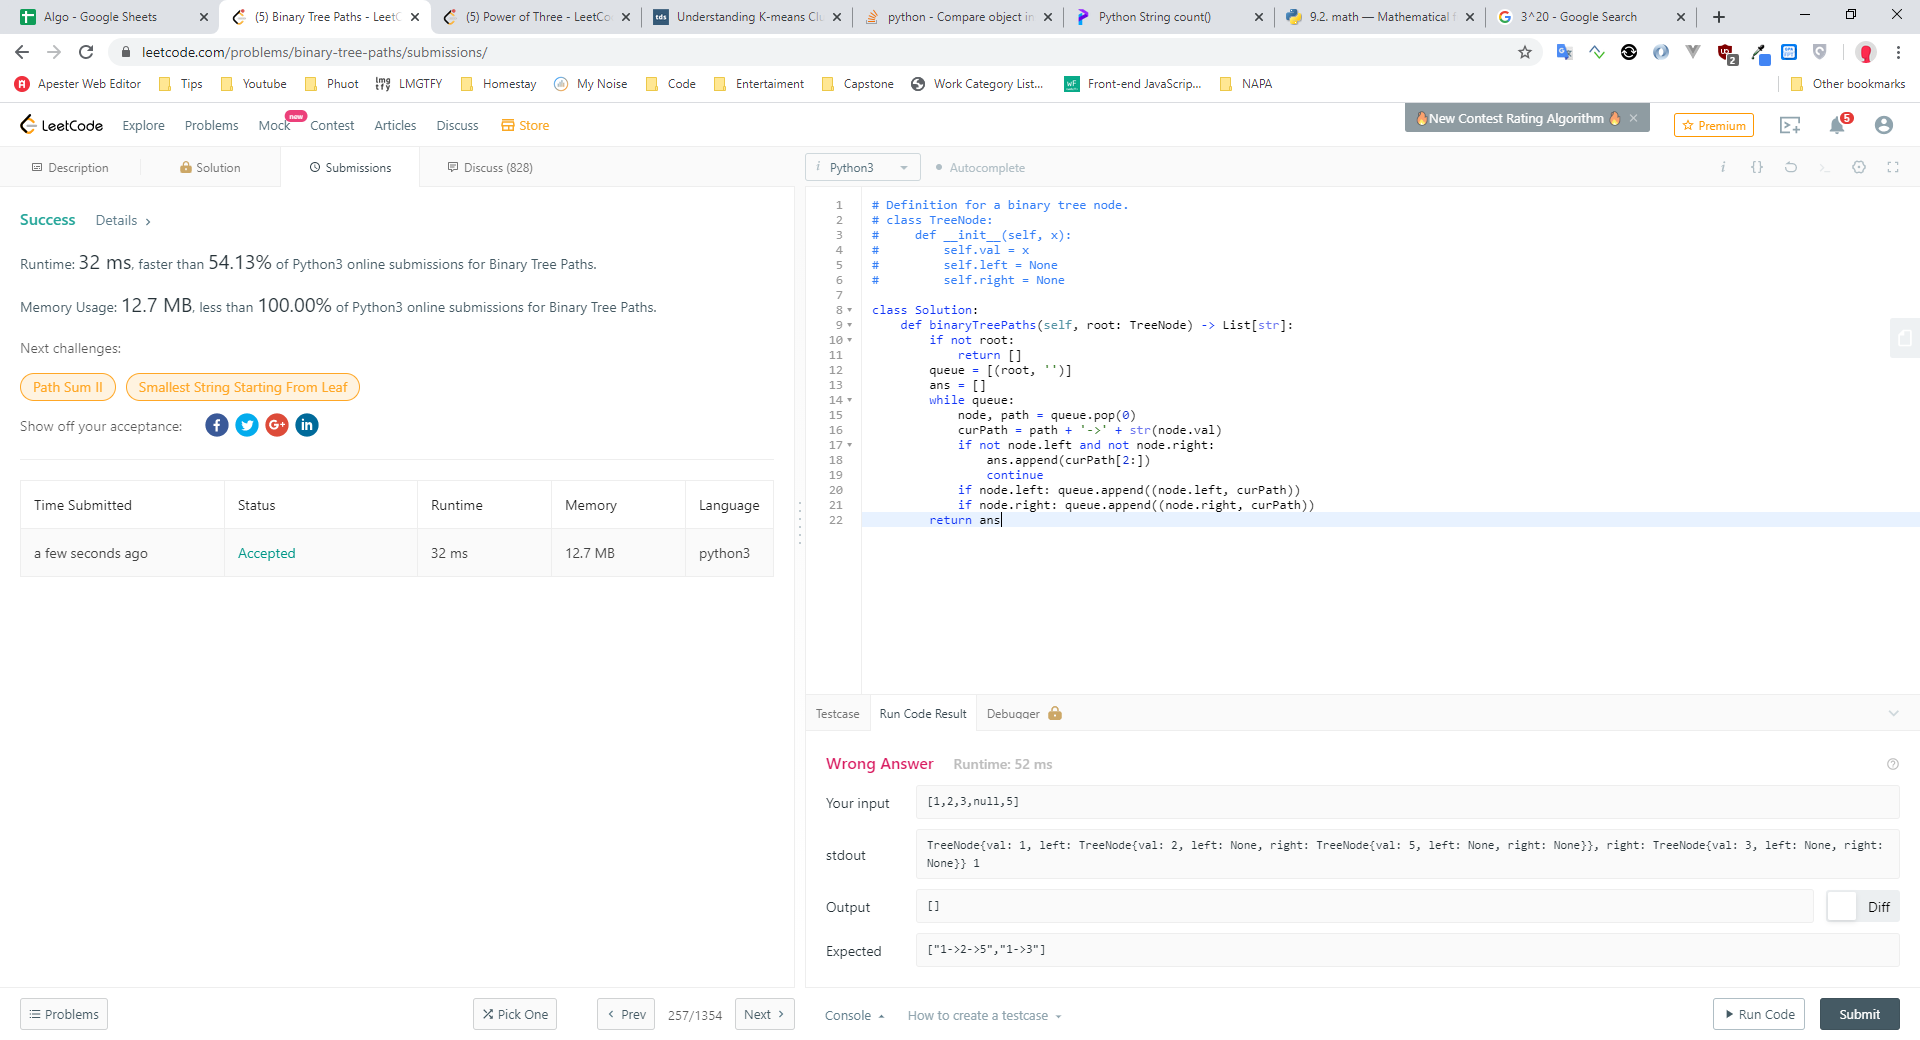 Algo - Google Sheets
(5) Binary Tree Paths - LeetC
(5) Power of Three - LeetCo
tds Understanding K-means Cl
python - Compare object in
Python String count()
9.2. math — Mathematical f
3^20 - Google Search
leetcode.com/problems/binary-tree-paths/submissions/
2
Apester Web Editor
Tips
Youtube
Phuot
LMGTFY
Homestay
My Noise
Code
Entertaiment
Capstone
Work Category List...
Front-end JavaScrip...
NAPA
Other bookmarks
LeetCode
Explore
Problems
Mock
new
Contest
Articles
Discuss
Store
New Contest Rating Algorithm
Premium
5
Description
Solution
Submissions
Discuss (828)
i Python3
Autocomplete
i {} >_
Success Details >
Runtime: 32 ms, faster than 54.13% of Python3 online submissions for Binary Tree Paths.
Memory Usage: 12.7 MB, less than 100.00% of Python3 online submissions for Binary Tree Paths.
Next challenges:
Path Sum II
Smallest String Starting From Leaf
Show off your acceptance: f G+ in
Time Submitted Status Runtime Memory Language
a few seconds ago Accepted 32 ms 12.7 MB python3
1 # Definition for a binary tree node.
2 # class TreeNode:
3 #     def __init__(self, x):
4 #         self.val = x
5 #         self.left = None
6 #         self.right = None
7
8 class Solution:
9     def binaryTreePaths(self, root: TreeNode) -> List[str]:
10         if not root:
11             return []
12         queue = [(root, '')]
13         ans = []
14         while queue:
15             node, path = queue.pop(0)
16             curPath = path + '->' + str(node.val)
17             if not node.left and not node.right:
18                 ans.append(curPath[2:])
19                 continue
20             if node.left: queue.append((node.left, curPath))
21             if node.right: queue.append((node.right, curPath))
22         return ans
Testcase
Run Code Result
Debugger
Wrong Answer Runtime: 52 ms
Your input [1,2,3,null,5]
stdout TreeNode{val: 1, left: TreeNode{val: 2, left: None, right: TreeNode{val: 5, left: None, right: None}}, right: TreeNode{val: 3, left: None, right:
None}} 1
Output [] Diff
Expected ["1->2->5","1->3"]
Problems
Pick One
< Prev
257/1354
Next >
Console
How to create a testcase
Run Code
Submit